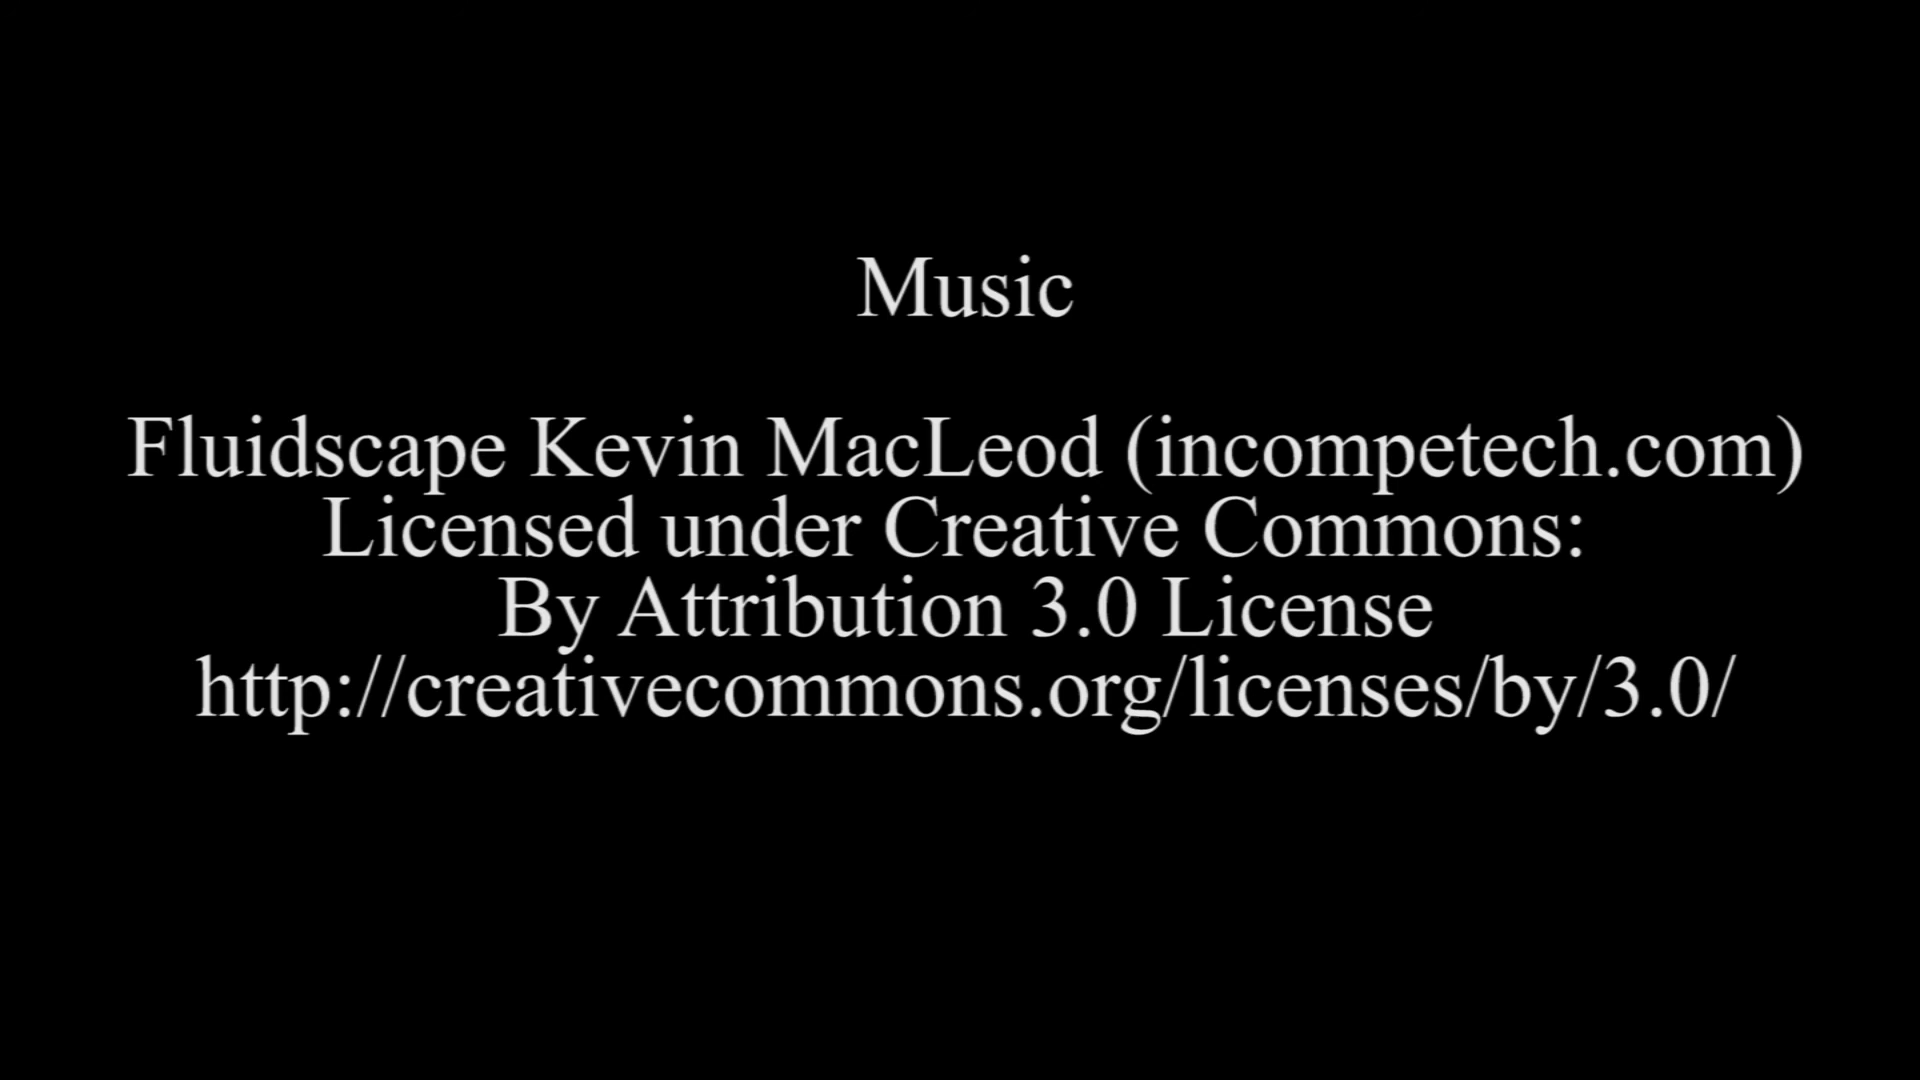 Music
Fluidscape Kevin MacLeod (incompetech.com)
Licensed under Creative Commons:
By Attribution 3.0 License
http://creativecommons.org/licenses/by/3.0/